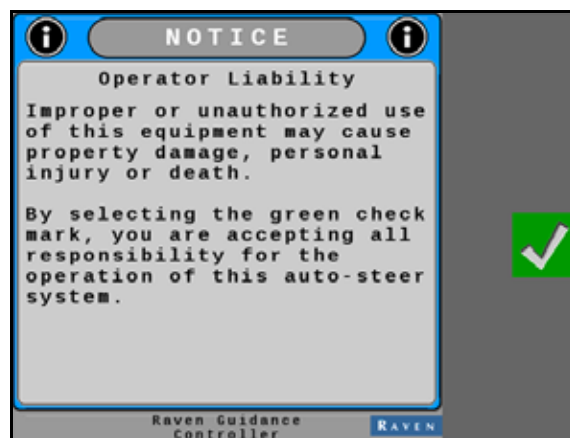 NOTICE
Operator Liability
Improper or unauthorized use
of this equipment may cause
property damage, personal
injury or death.
By selecting the green check
mark, you are accepting all
responsibility for the
operation of this auto-steer
system.
Raven Guidance
Controller
RAVEN